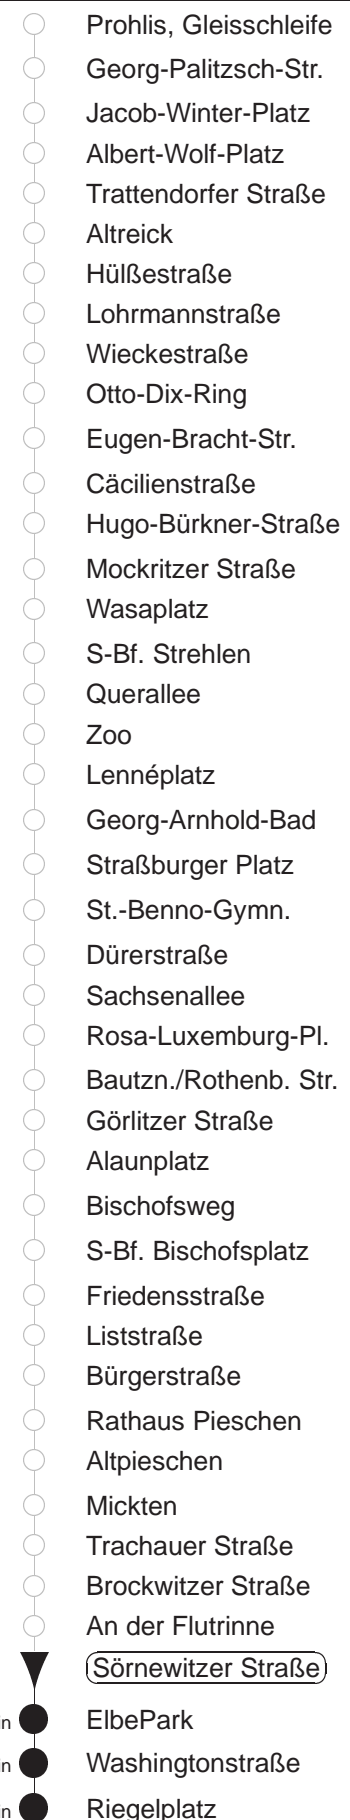 Prohlis, Gleisschleife
Georg-Palitzsch-Str.
Jacob-Winter-Platz
Albert-Wolf-Platz
Trattendorfer Straße
Altreick
Hülßestraße
Lohrmannstraße
Wieckestraße
Otto-Dix-Ring
Eugen-Bracht-Str.
Cäcilienstraße
Hugo-Bürkner-Straße
Mockritzer Straße
Wasaplatz
S-Bf. Strehlen
Querallee
Zoo
Lennéplatz
Georg-Arnhold-Bad
Straßburger Platz
St.-Benno-Gymn.
Dürerstraße
Sachsenallee
Rosa-Luxemburg-Pl.
Bautzn./Rothenb. Str.
Görlitzer Straße
Alaunplatz
Bischofsweg
S-Bf. Bischofsplatz
Friedensstraße
Liststraße
Bürgerstraße
Rathaus Pieschen
Altpieschen
Mickten
Trachauer Straße
Brockwitzer Straße
An der Flutrinne
Sörnewitzer Straße
ElbePark
Washingtonstraße
Riegelplatz